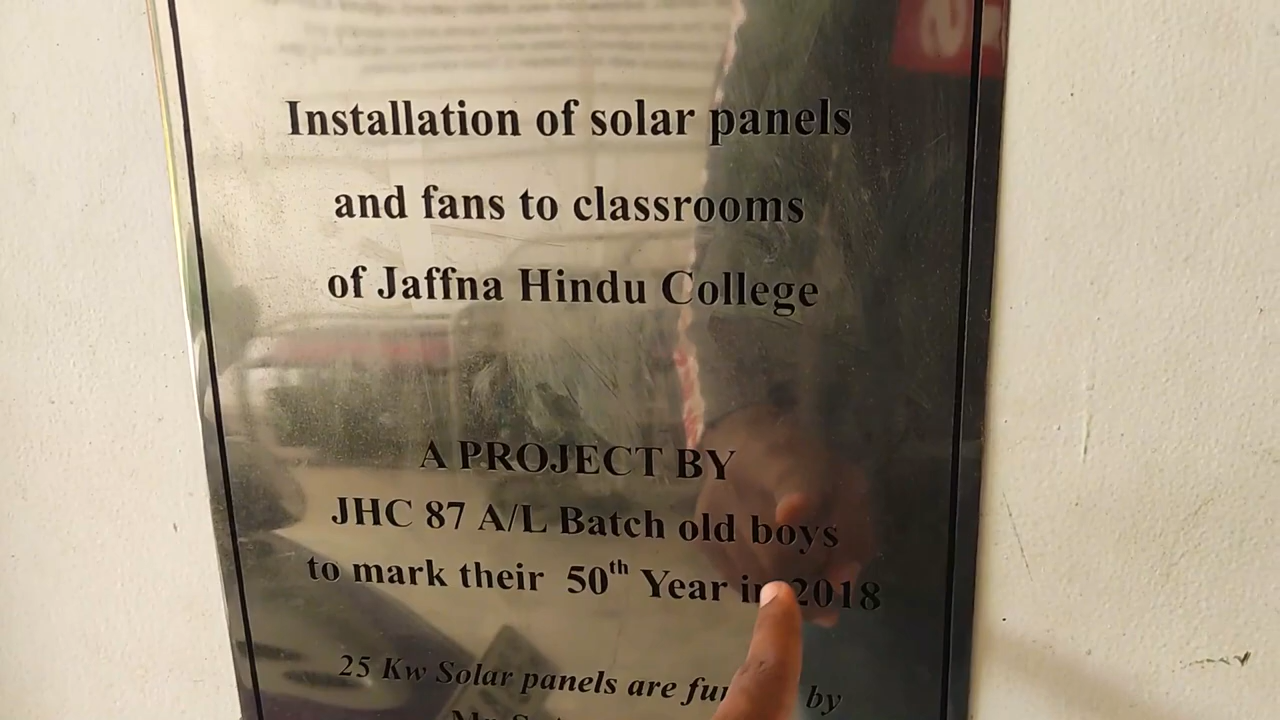 Installation of solar panels
and fans to classrooms
of Jaffna Hindu College
A PROJECT BY
JHC 87 A/L Batch old boys
to mark their 50th Year in 2018
25 Kw Solar panels are by